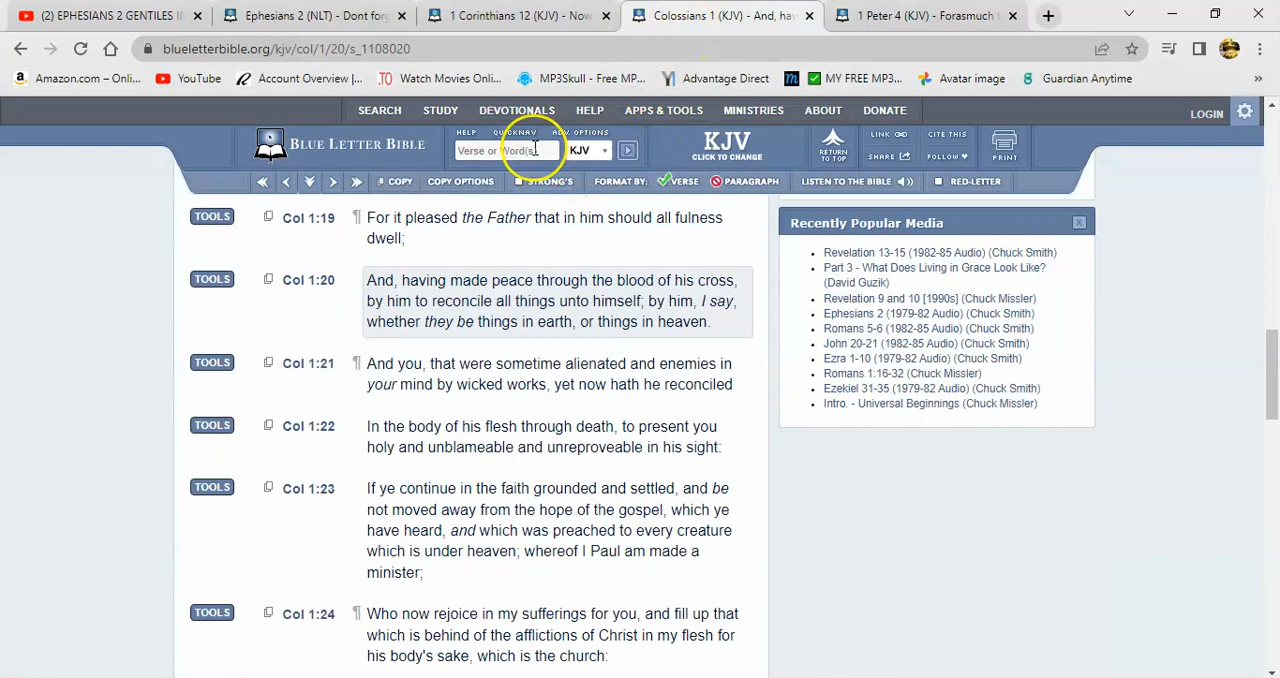 (2) EPHESIANS 2 GENTILES I
Ephesians 2 (NLT) - Dont for
1 Corinthians 12 (KJV) - Now
Colossians 1 (KJV) - And, hav
1 Peter 4 (KJV) - Forasmuch
blueletterbible.org/kjv/col/1/20/s_1108020
Amazon.com – Onli...
YouTube
Account Overview |...
TO Watch Movies Onl...
MP3Skull - Free MP...
Advantage Direct
MY FREE MP3...
Avatar image
Guardian Anytime
»
SEARCH STUDY DEVOTIONALS HELP APPS & TOOLS MINISTRIES ABOUT DONATE
LOGIN
BLUE LETTER BIBLE
HELP QUICKNAV ADV. OPTIONS
Verse or Word(s)
KJV
KJV
CLICK TO CHANGE
RETURN
TO TOP
LINK
SHARE
CITE THIS
FOLLOW
PRINT
COPY COPY OPTIONS STRONG'S FORMAT BY: VERSE PARAGRAPH LISTEN TO THE BIBLE RED-LETTER
TOOLS Col 1:19 ¶ For it pleased the Father that in him should all fulness
dwell;
TOOLS Col 1:20 And, having made peace through the blood of his cross,
by him to reconcile all things unto himself; by him, I say,
whether they be things in earth, or things in heaven.
TOOLS Col 1:21 ¶ And you, that were sometime alienated and enemies in
your mind by wicked works, yet now hath he reconciled
TOOLS Col 1:22 In the body of his flesh through death, to present you
holy and unblameable and unreproveable in his sight:
TOOLS Col 1:23 If ye continue in the faith grounded and settled, and be
not moved away from the hope of the gospel, which ye
have heard, and which was preached to every creature
which is under heaven; whereof I Paul am made a
minister;
TOOLS Col 1:24 ¶ Who now rejoice in my sufferings for you, and fill up that
which is behind of the afflictions of Christ in my flesh for
his body's sake, which is the church:
Recently Popular Media
x
Revelation 13-15 (1982-85 Audio) (Chuck Smith)
Part 3 - What Does Living in Grace Look Like?
(David Guzik)
Revelation 9 and 10 [1990s] (Chuck Missler)
Ephesians 2 (1979-82 Audio) (Chuck Smith)
Romans 5-6 (1982-85 Audio) (Chuck Smith)
John 20-21 (1982-85 Audio) (Chuck Smith)
Ezra 1-10 (1979-82 Audio) (Chuck Smith)
Romans 1:16-32 (Chuck Missler)
Ezekiel 31-35 (1979-82 Audio) (Chuck Smith)
Intro. - Universal Beginnings (Chuck Missler)